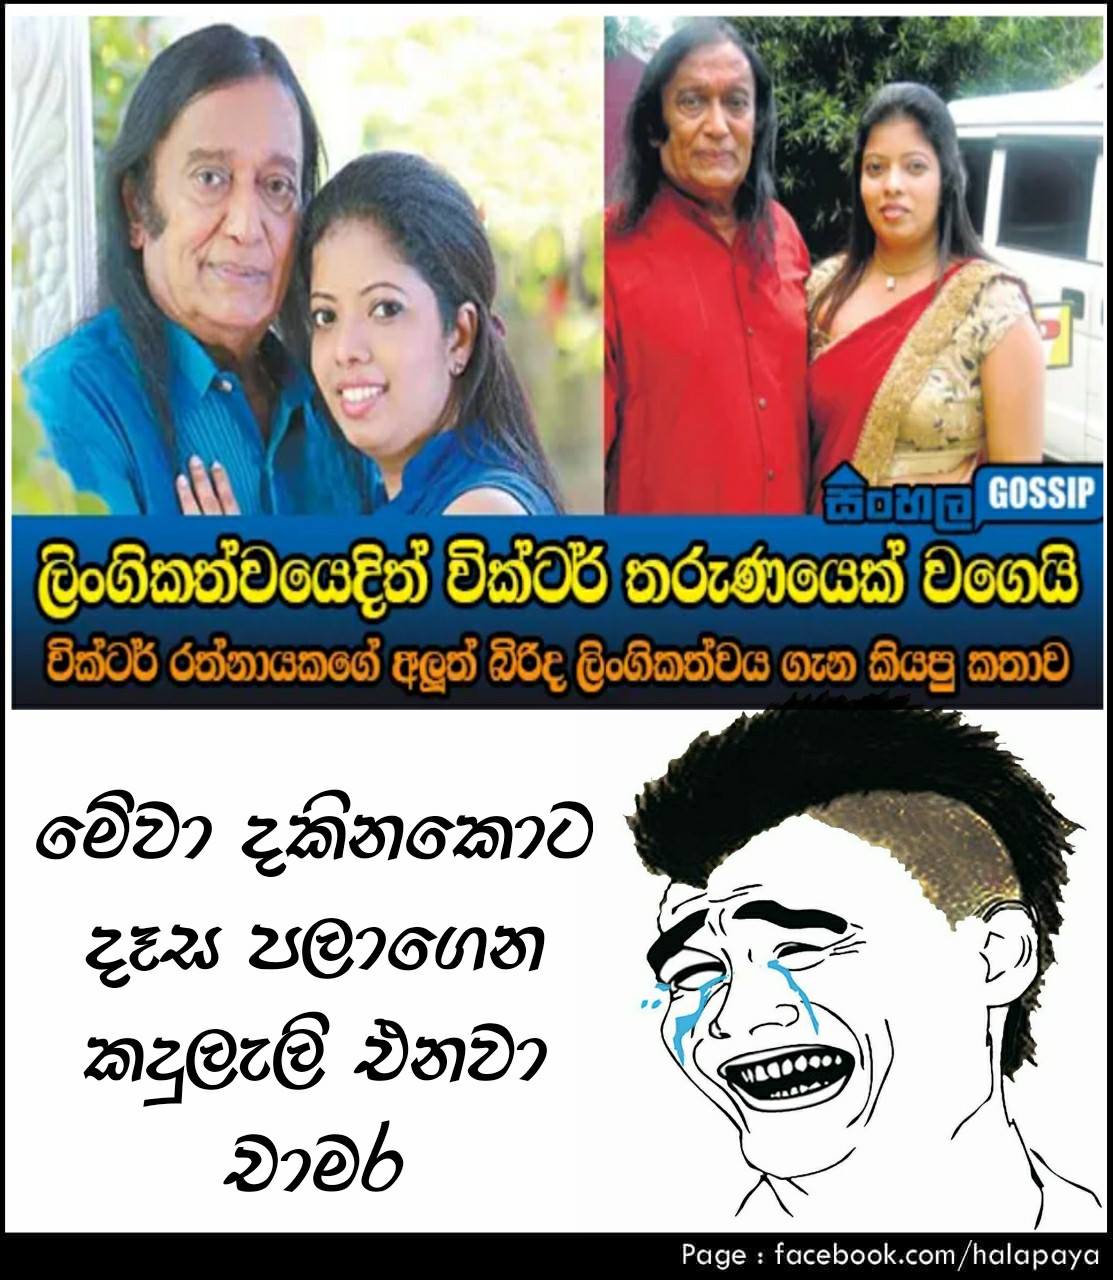 සිංහල GOSSIP
ලිංගිකත්වයෙදිත් වික්ටර් තරුණයෙක් වගෙයි
වික්ටර් රත්නායකගේ අලුත් බිරිද ලිංගිකත්වය ගැන කියපු කතාව
මේවා දකිනකොට
දෑස පලාගෙන
කදුලැලි එනවා
චාමර
Page : facebook.com/halapaya